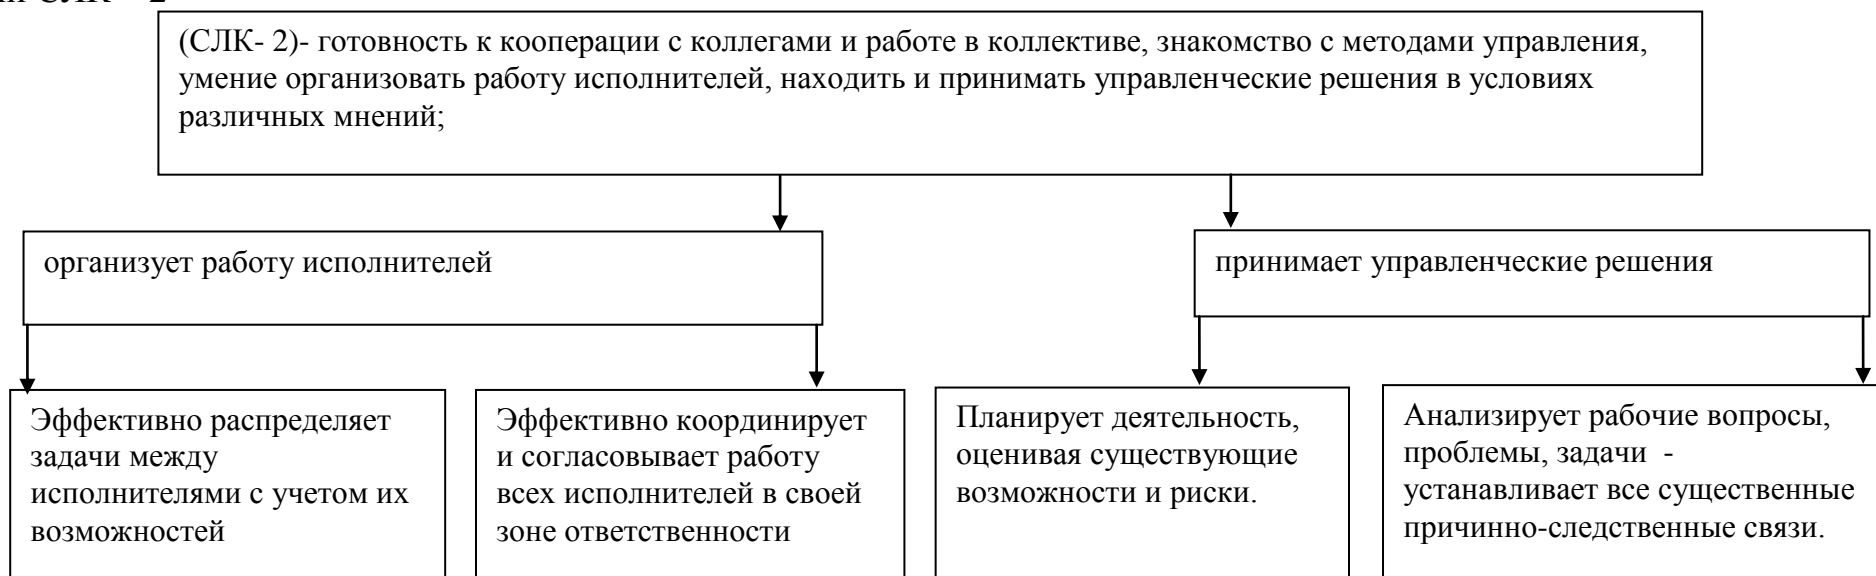 СЛК – 2
(СЛК- 2)- готовность к кооперации с коллегами и работе в коллективе, знакомство с методами управления,
умение организовать работу исполнителей, находить и принимать управленческие решения в условиях
различных мнений;
организует работу исполнителей
принимает управленческие решения
Эффективно распределяет
задачи между
исполнителями с учетом их
возможностей
Эффективно координирует
и согласовывает работу
всех исполнителей в своей
зоне ответственности
Планирует деятельность,
оценивая существующие
возможности и риски.
Анализирует рабочие вопросы,
проблемы, задачи -
устанавливает все существенные
причинно-следственные связи.